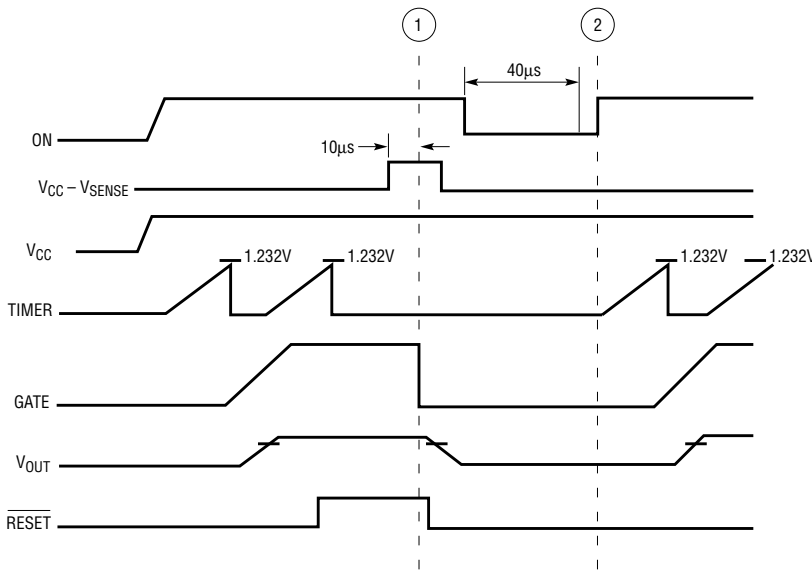 1 2
40μs
ON
10μs
VCC – VSENSE
VCC
1.232V 1.232V 1.232V 1.232V
TIMER
GATE
VOUT
RESET